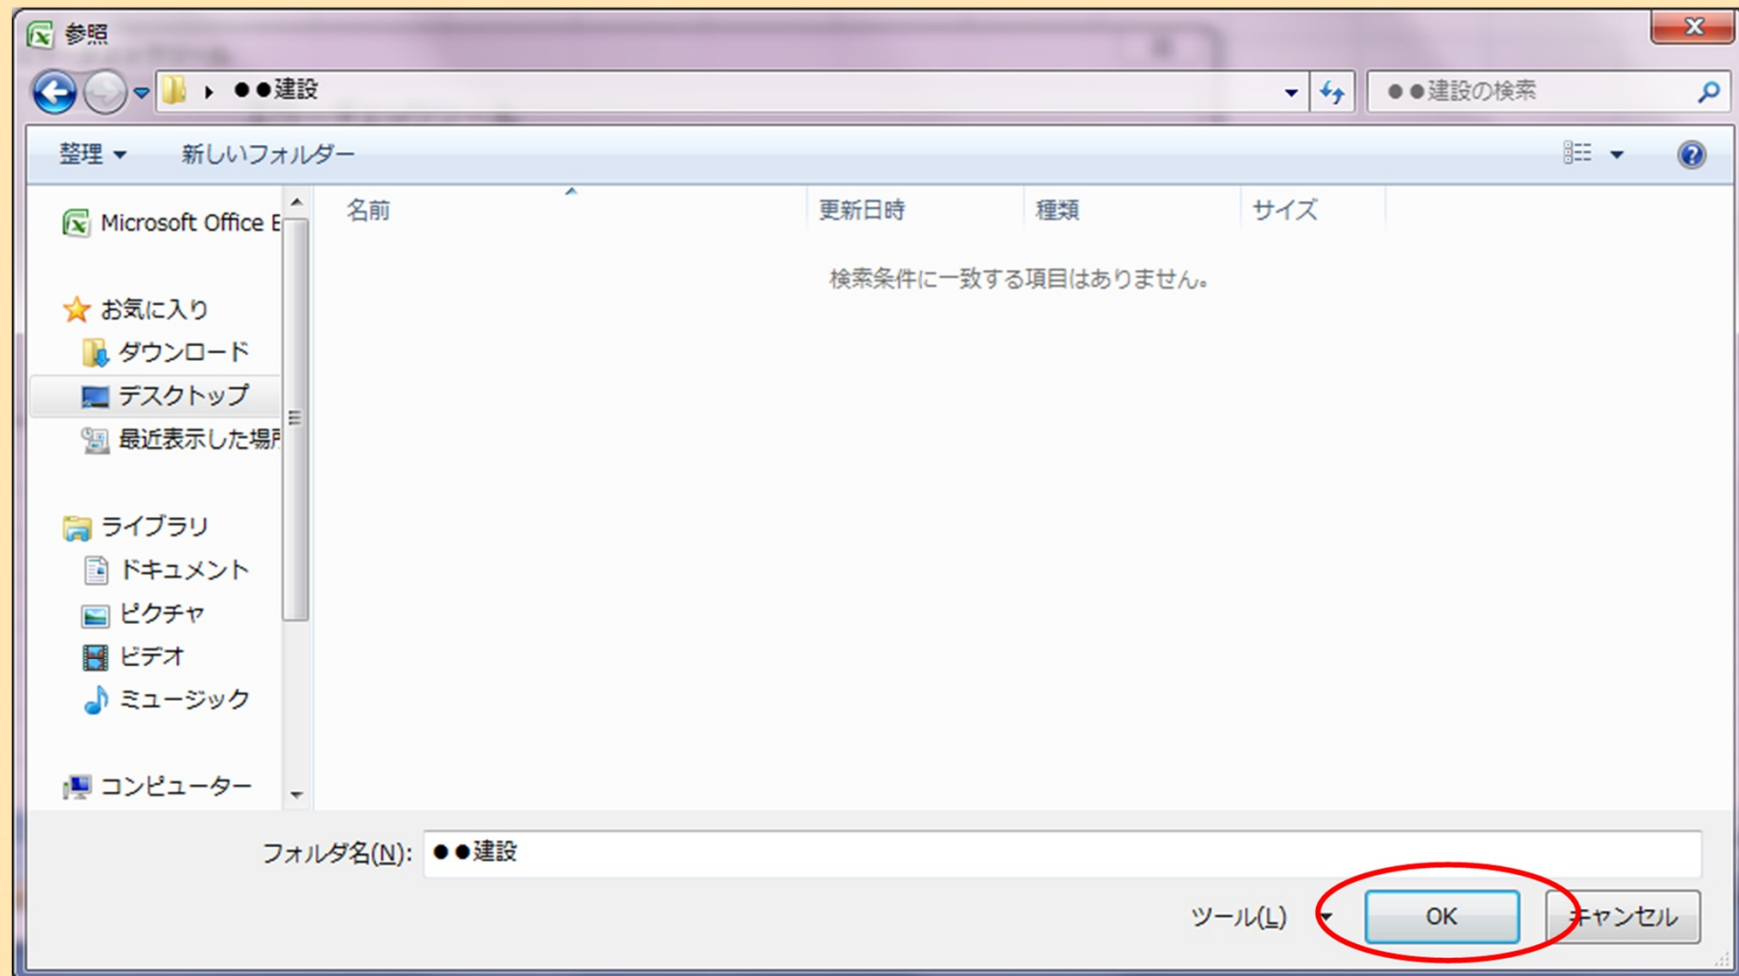 参照
●●建設
●●建設の検索
整理
新しいフォルダー
Microsoft Office E
名前
更新日時
種類
サイズ
検索条件に一致する項目はありません。
お気に入り
ダウンロード
デスクトップ
最近表示した場所
ライブラリ
ドキュメント
ピクチャ
ビデオ
ミュージック
コンピューター
フォルダ名(N): ●●建設
ツール(L)
OK
キャンセル